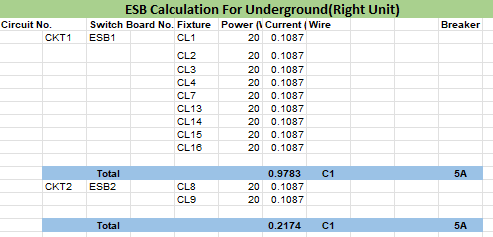 ESB Calculation For Underground(Right Unit)
Circuit No. Switch Board No. Fixture Power (W Current ( Wire Breaker
CKT1 ESB1 CL1 20 0.1087
CL2 20 0.1087
CL3 20 0.1087
CL4 20 0.1087
CL7 20 0.1087
CL13 20 0.1087
CL14 20 0.1087
CL15 20 0.1087
CL16 20 0.1087
Total 0.9783 C1 5A
CKT2 ESB2 CL8 20 0.1087
CL9 20 0.1087
Total 0.2174 C1 5A